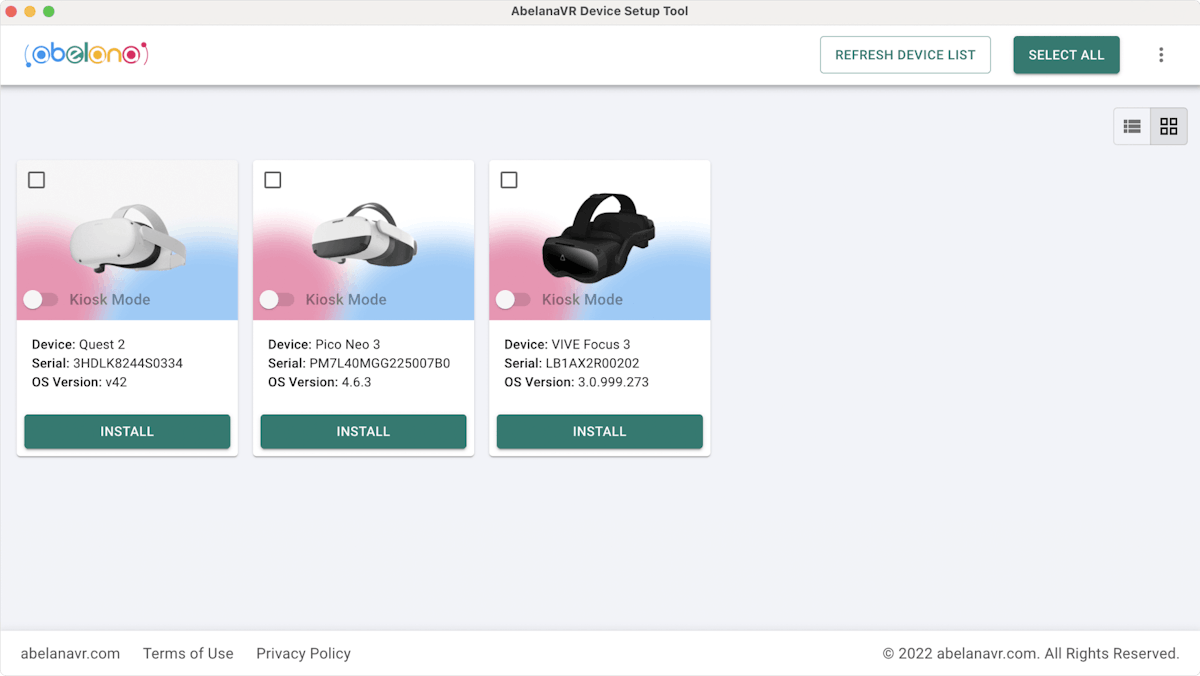 AbelanaVR Device Setup Tool
abelana
REFRESH DEVICE LIST
SELECT ALL
Kiosk Mode
Kiosk Mode
Kiosk Mode
Device: Quest 2
Serial: 3HDLK8244S0334
OS Version: v42
Device: Pico Neo 3
Serial: PM7L40MGG225007B0
OS Version: 4.6.3
Device: VIVE Focus 3
Serial: LB1AX2R00202
OS Version: 3.0.999.273
INSTALL
INSTALL
INSTALL
abelanavr.com
Terms of Use
Privacy Policy
© 2022 abelanavr.com. All Rights Reserved.